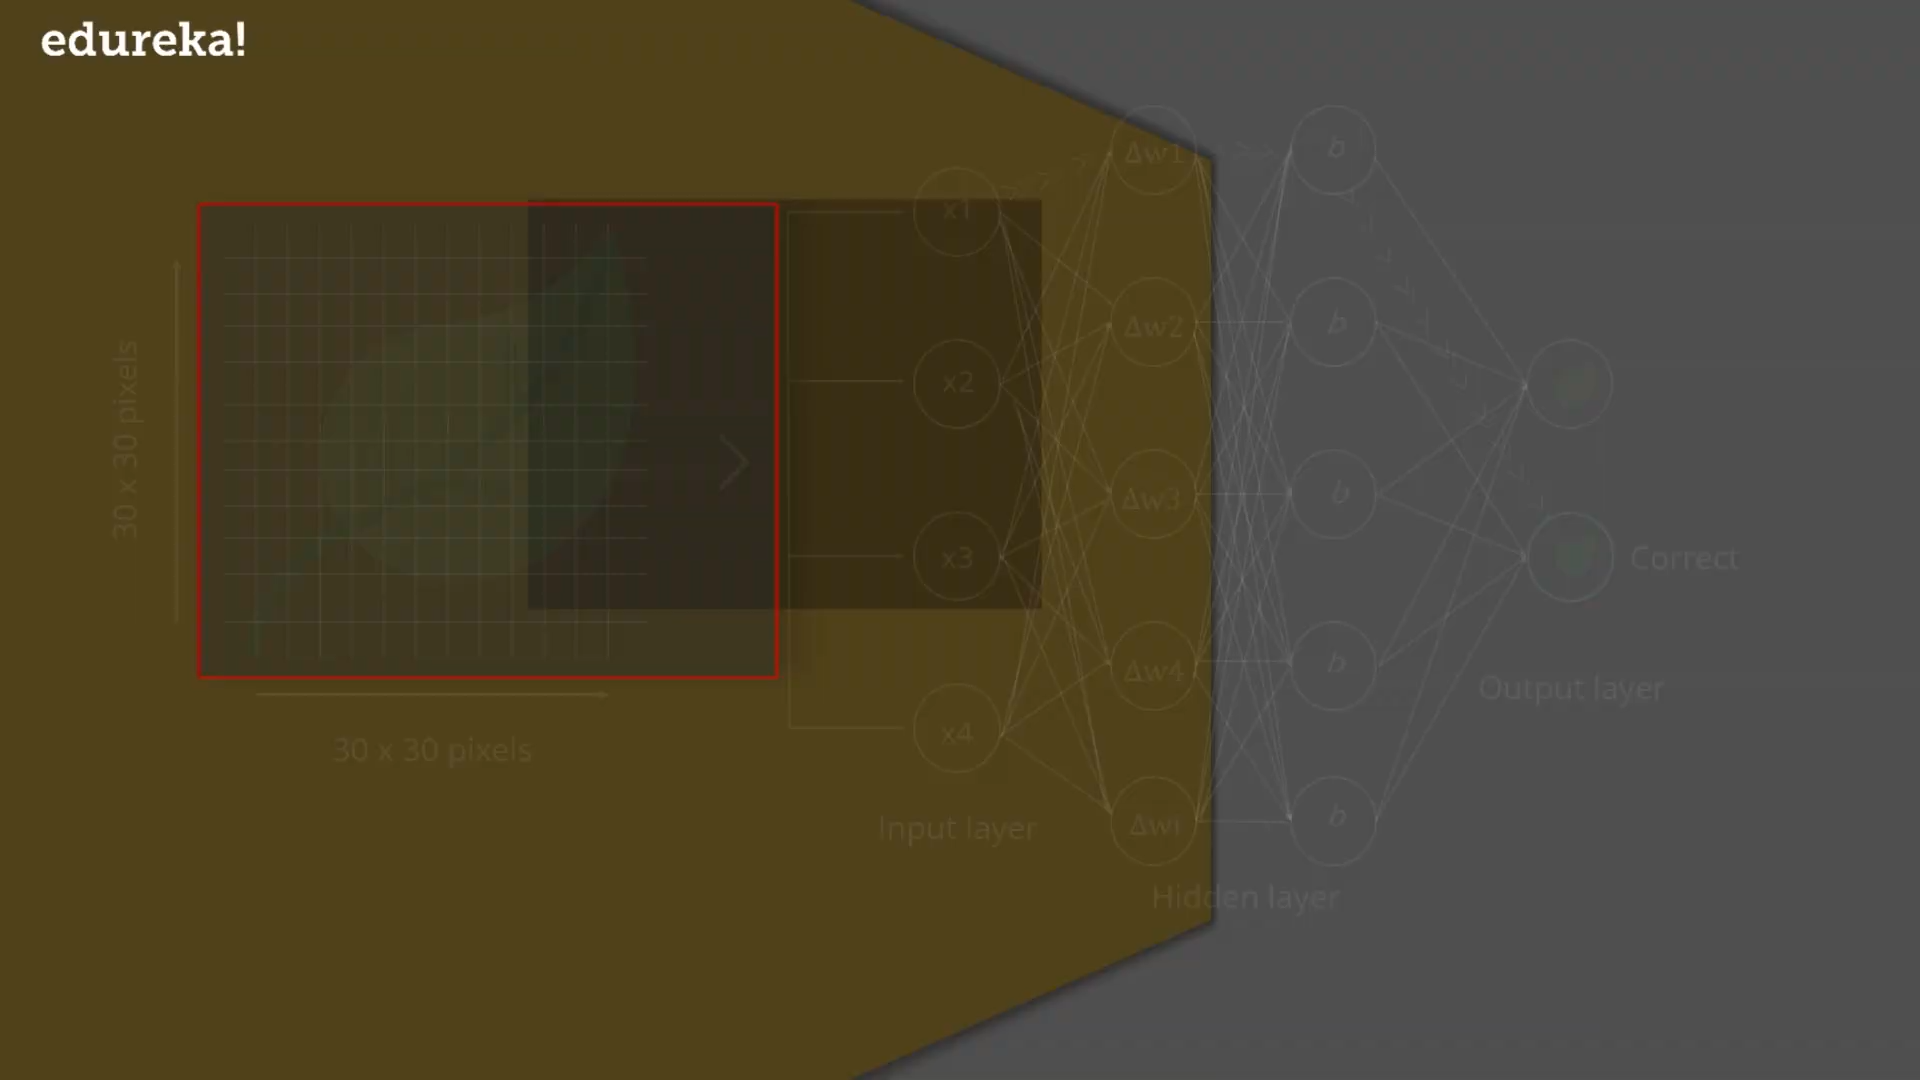 edureka!
Δw1
b
x1
Δw2
b
x2
30 x 30 pixels
Δw3
b
x3
Correct
Δw4
b
Output layer
x4
30 x 30 pixels
Input layer
b
Hidden layer